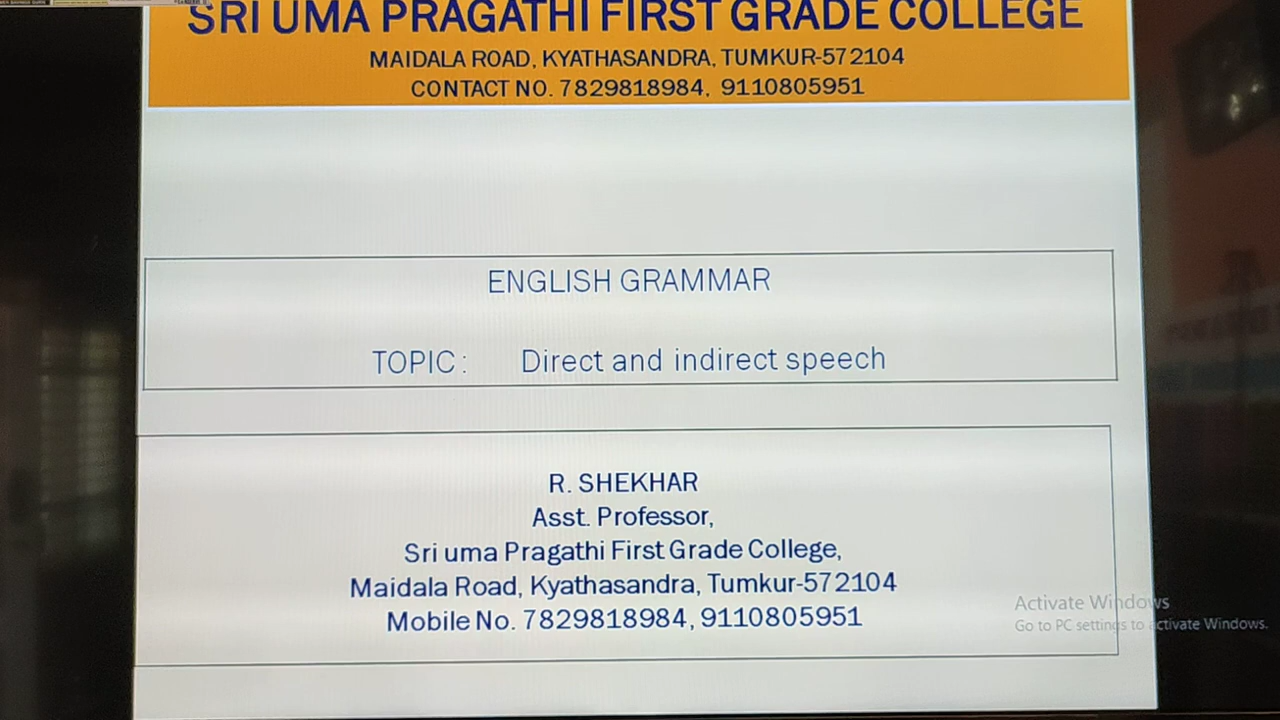 SRI UMA PRAGATHI FIRST GRADE COLLEGE
MAIDALA ROAD, KYATHASANDRA, TUMKUR-572104
CONTACT NO. 7829818984, 9110805951
ENGLISH GRAMMAR
TOPIC : Direct and indirect speech
R. SHEKHAR
Asst. Professor,
Sri uma Pragathi First Grade College,
Maidala Road, Kyathasandra, Tumkur-572104
Mobile No. 7829818984, 9110805951
Activate Windows
Go to PC settings to activate Windows.